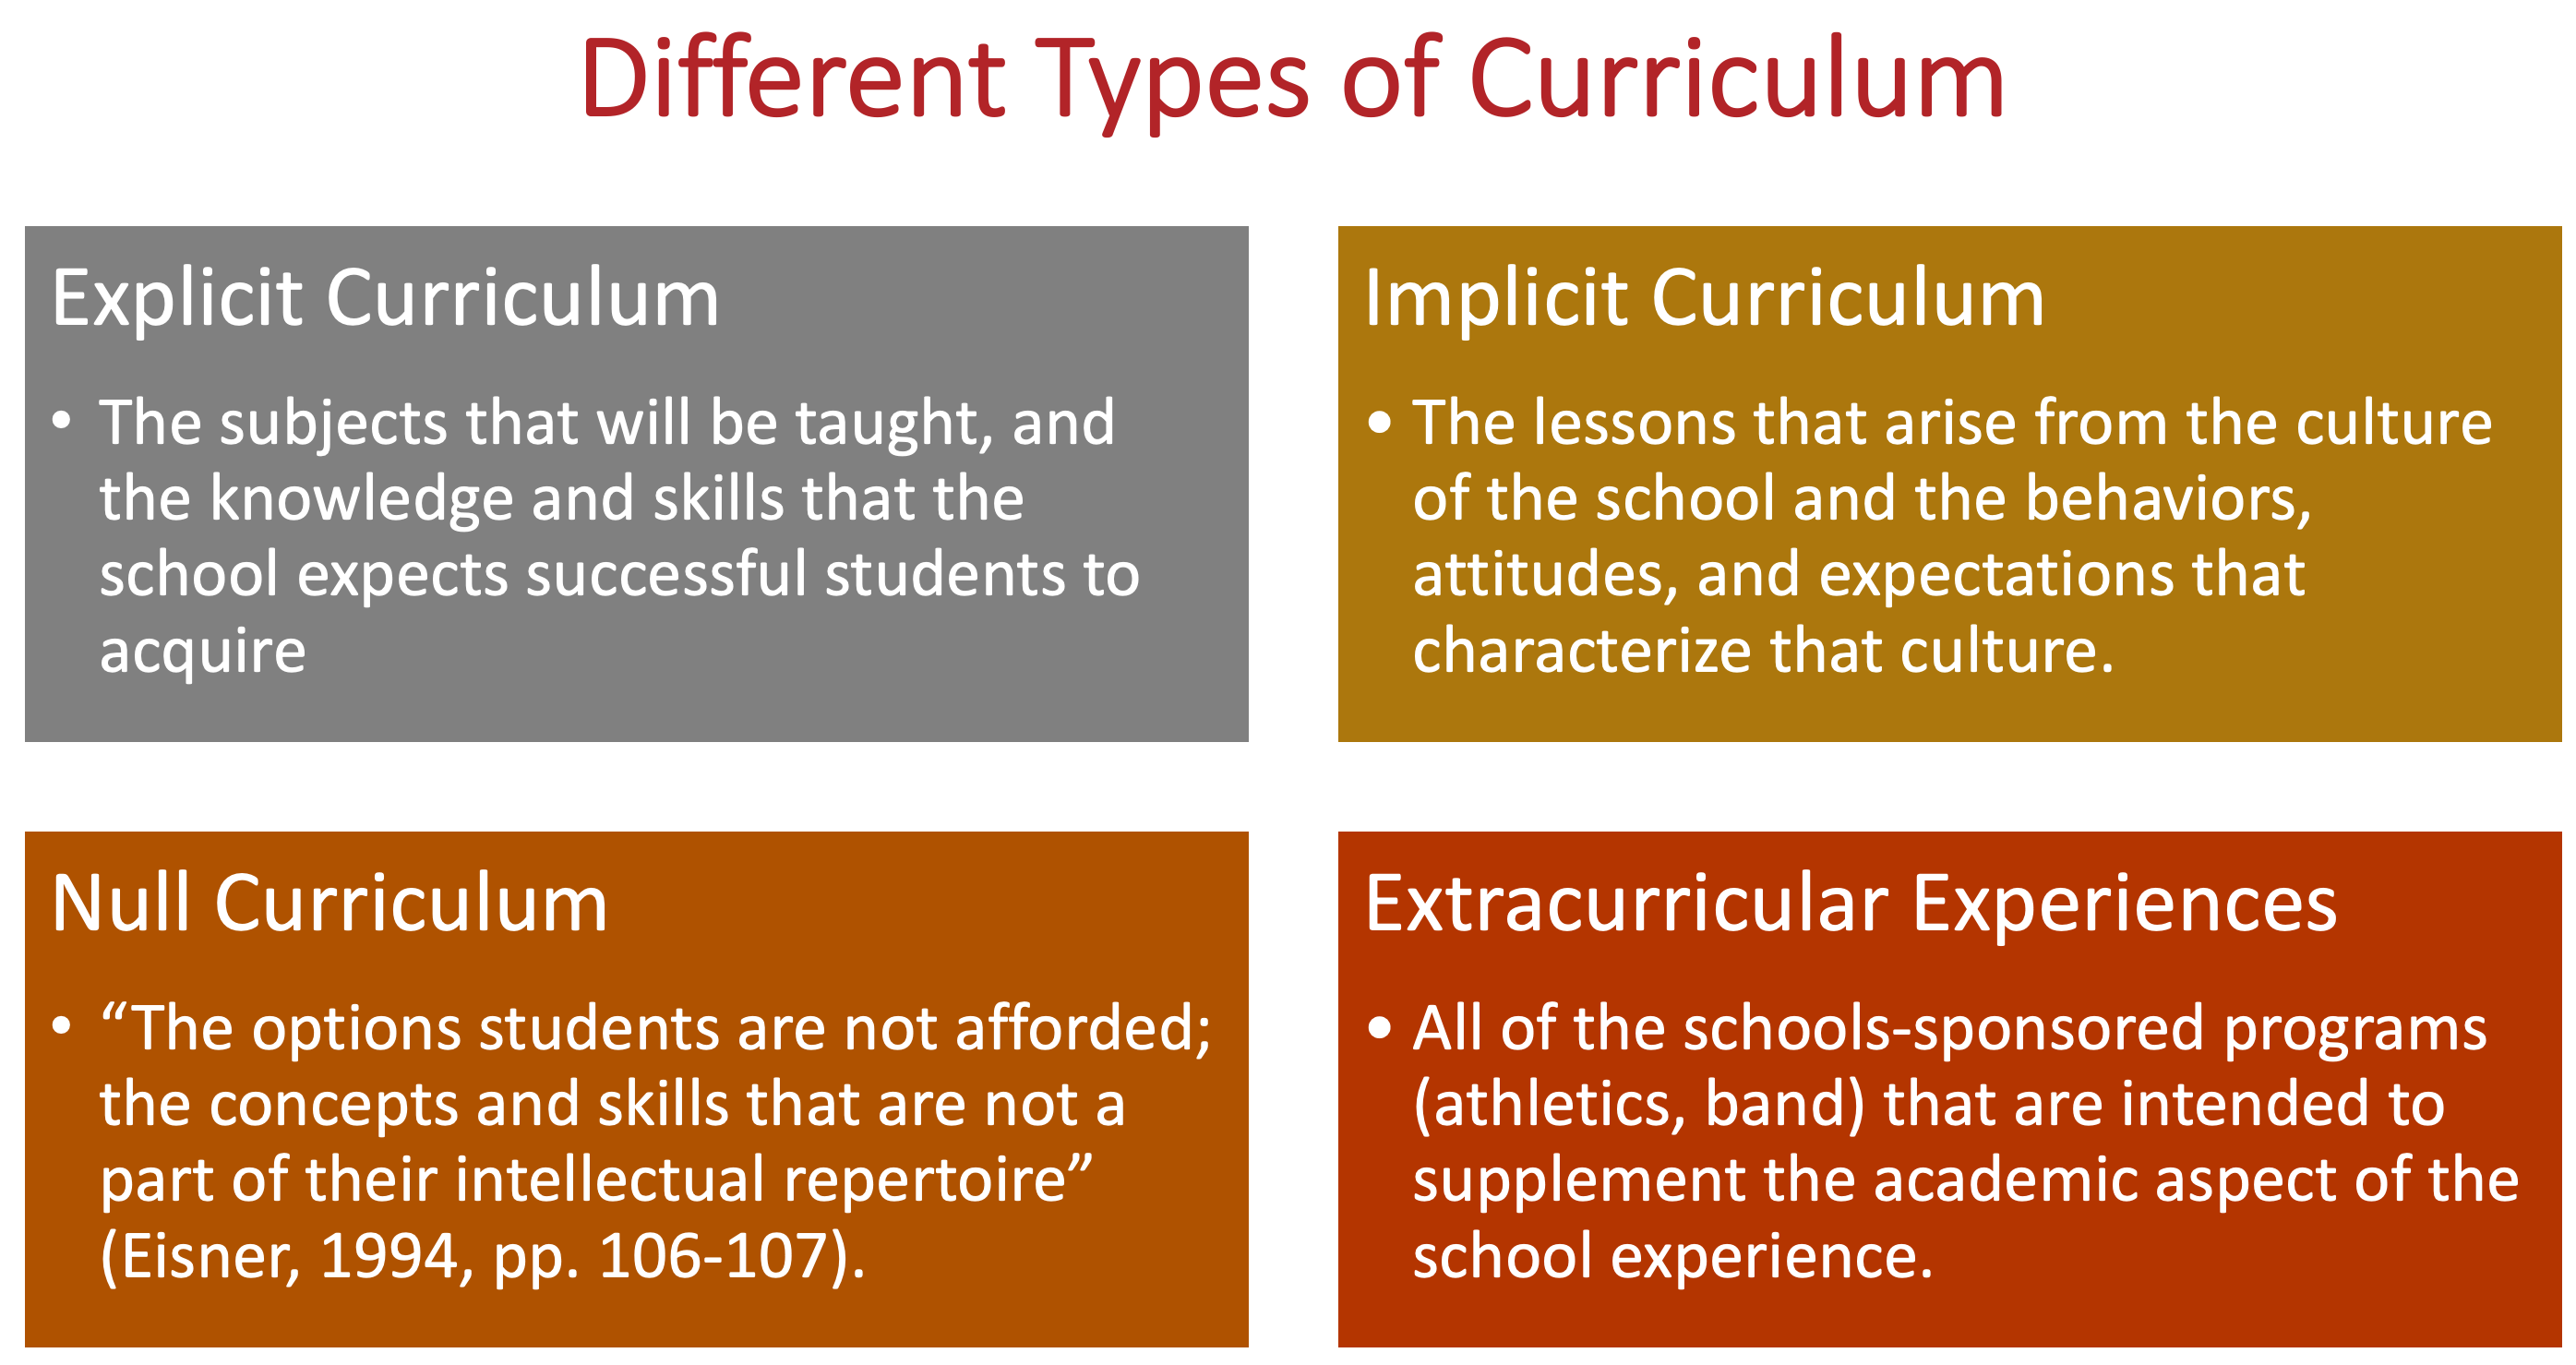 Different Types of Curriculum
Explicit Curriculum
• The subjects that will be taught, and
the knowledge and skills that the
school expects successful students to
acquire
Implicit Curriculum
• The lessons that arise from the culture
of the school and the behaviors,
attitudes, and expectations that
characterize that culture.
Null Curriculum
• “The options students are not afforded;
the concepts and skills that are not a
part of their intellectual repertoire”
(Eisner, 1994, pp. 106-107).
Extracurricular Experiences
• All of the schools-sponsored programs
(athletics, band) that are intended to
supplement the academic aspect of the
school experience.